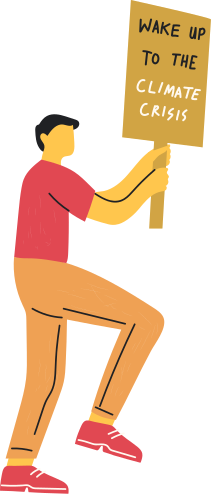 WAKE UP
TO THE
CLIMATE
CRISIS